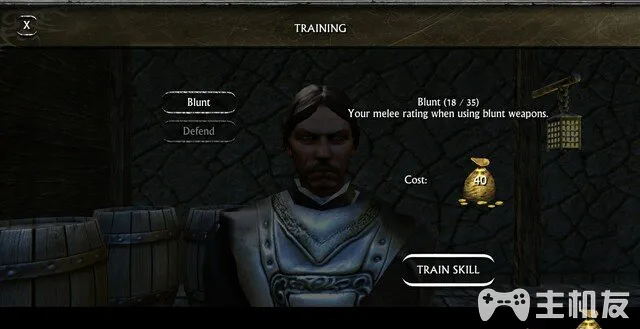 X
TRAINING
Blunt
Defend
Blunt (18 / 35)
Your melee rating when using blunt weapons.
Cost:
40
TRAIN SKILL
主机友